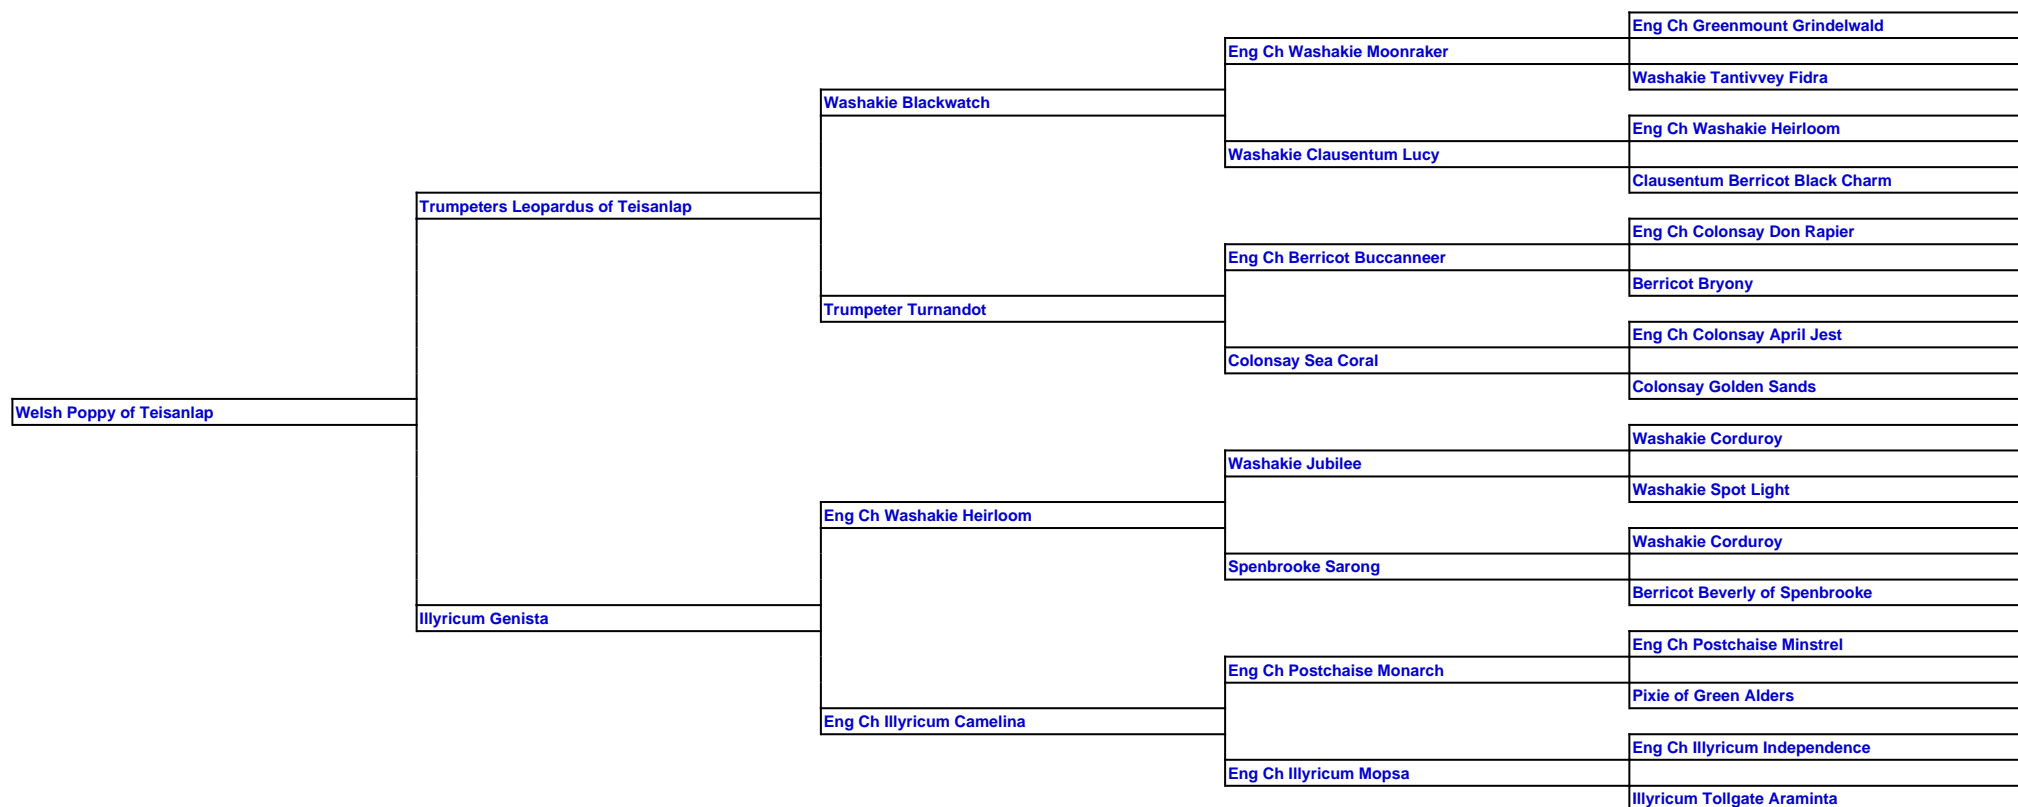 Eng Ch Greenmount Grindelwald
Eng Ch Washakie Moonraker
Washakie Tantivvey Fidra
Washakie Blackwatch
Eng Ch Washakie Heirloom
Washakie Clausentum Lucy
Clausentum Berricot Black Charm
Trumpeters Leopardus of Teisanlap
Eng Ch Colonsay Don Rapier
Eng Ch Berricot Buccanneer
Berricot Bryony
Trumpeter Turnandot
Eng Ch Colonsay April Jest
Colonsay Sea Coral
Colonsay Golden Sands
Welsh Poppy of Teisanlap
Washakie Corduroy
Washakie Jubilee
Washakie Spot Light
Eng Ch Washakie Heirloom
Washakie Corduroy
Spenbrooke Sarong
Berricot Beverly of Spenbrooke
Illyricum Genista
Eng Ch Postchaise Minstrel
Eng Ch Postchaise Monarch
Pixie of Green Alders
Eng Ch Illyricum Camelina
Eng Ch Illyricum Independence
Eng Ch Illyricum Mopsa
Illyricum Tollgate Araminta